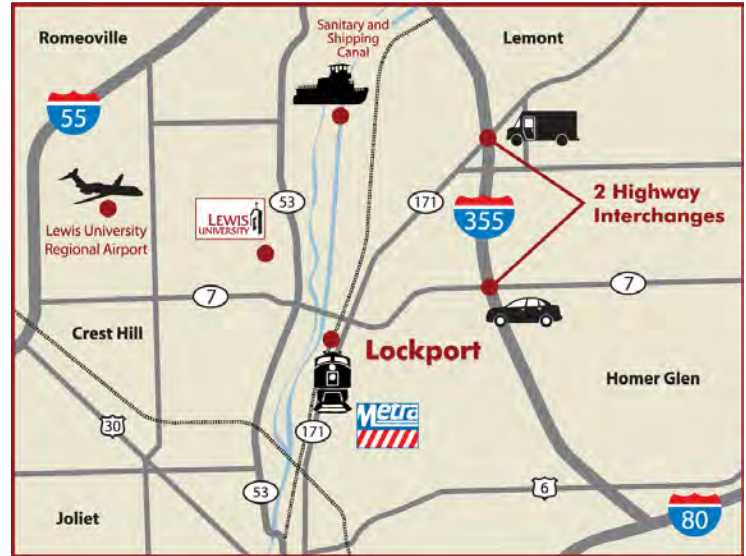 Romeoville
Sanitary and
Shipping
Canal
Lemont
55
53
171
355
2 Highway
Interchanges
Lewis University
Regional Airport
LEWIS
UNIVERSITY
7
7
Crest Hill
Lockport
Homer Glen
Metra
30
171
53
6
Joliet
80